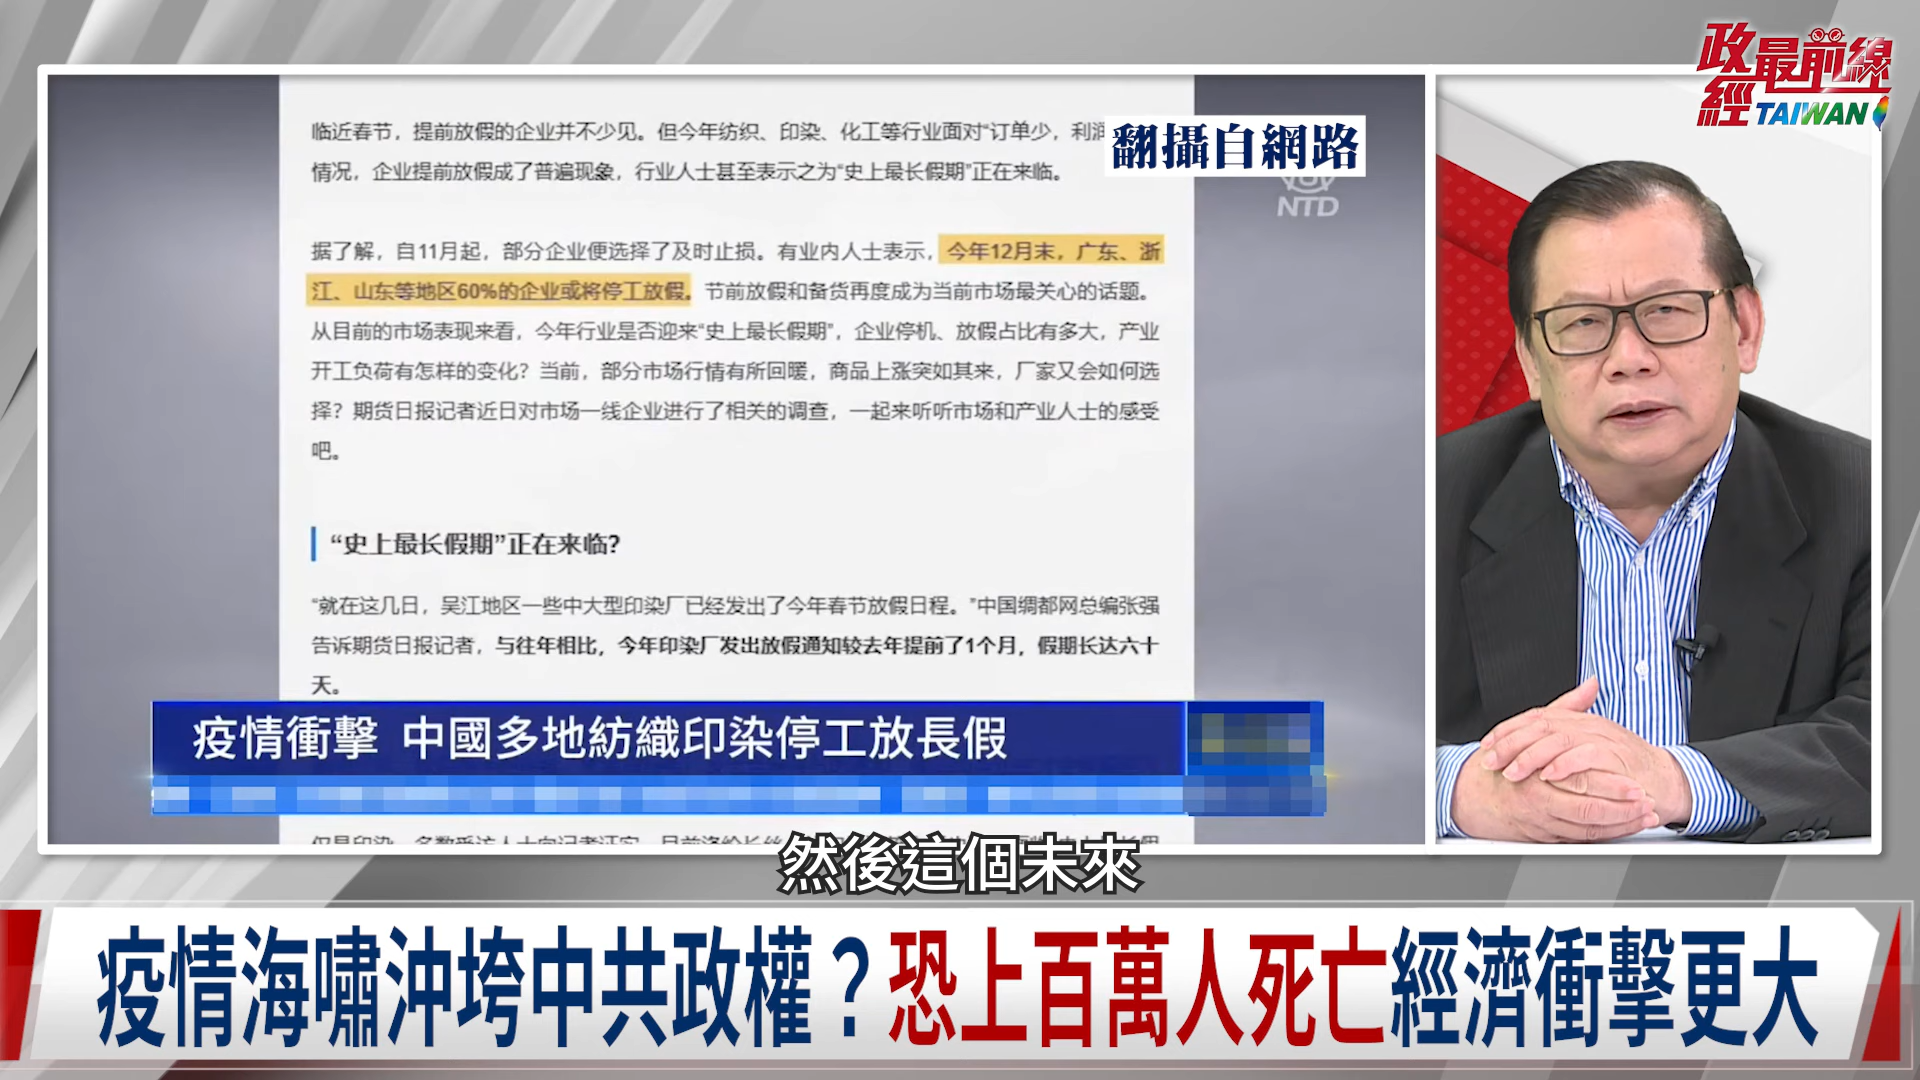 政經最前線
TAIWAN
翻攝自網路
NTD
临近春节，提前放假的企业并不少见。但今年纺织、印染、化工等行业面对“订单少，利润
情况，企业提前放假成了普遍现象，行业人士甚至表示之为“史上最长假期”正在来临。
据了解，自11月起，部分企业便选择了及时止损。有业内人士表示，今年12月末，广东、浙
江、山东等地区60%的企业或将停工放假。节前放假和备货再度成为当前市场最关心的话题。
从目前的市场表现来看，今年行业是否迎来“史上最长假期”，企业停机、放假占比有多大，产业
开工负荷有怎样的变化？当前，部分市场行情有所回暖，商品上涨突如其来，厂家又会如何选
择？期货日报记者近日对市场一线企业进行了相关的调查，一起来听听市场和产业人士的感受
吧。
“史上最长假期”正在来临？
“就在这几日，吴江地区一些中大型印染厂已经发出了今年春节放假日程。”中国绸都网总编张强
告诉期货日报记者，与往年相比，今年印染厂发出放假通知较去年提前了1个月，假期长达六十
天。
疫情衝擊 中國多地紡織印染停工放長假
然後這個未來
疫情海嘯沖垮中共政權？恐上百萬人死亡經濟衝擊更大